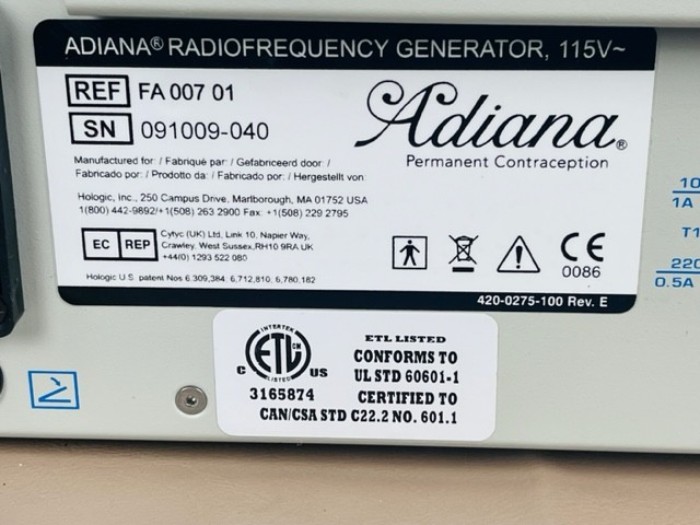 ADIANA® RADIOFREQUENCY GENERATOR, 115V~
REF FA 007 01
SN 091009-040
Adiana®
Permanent Contraception
Manufactured for: / Fabriqué par: / Gefabriceerd door: /
Fabricado por: / Prodotto da: / Fabricado por: / Hergestellt von:
Hologic, Inc., 250 Campus Drive, Marlborough, MA 01752 USA
1(800) 442-9892/+1(508) 263 2900 Fax: +1(508) 229 2795
EC REP
Cytyc (UK) Ltd, Link 10, Napier Way,
Crawley, West Sussex,RH10 9RA UK
+44(0) 1293 522 080
Hologic U.S. patent Nos 6,309,384, 6,712,810, 6,780,182
CE
0086
420-0275-100 Rev. E
10
1A
T1
220
0.5A
INTERTEK
ETL CM
LISTED
C US
3165874
ETL LISTED
CONFORMS TO
UL STD 60601-1
CERTIFIED TO
CAN/CSA STD C22.2 NO. 601.1